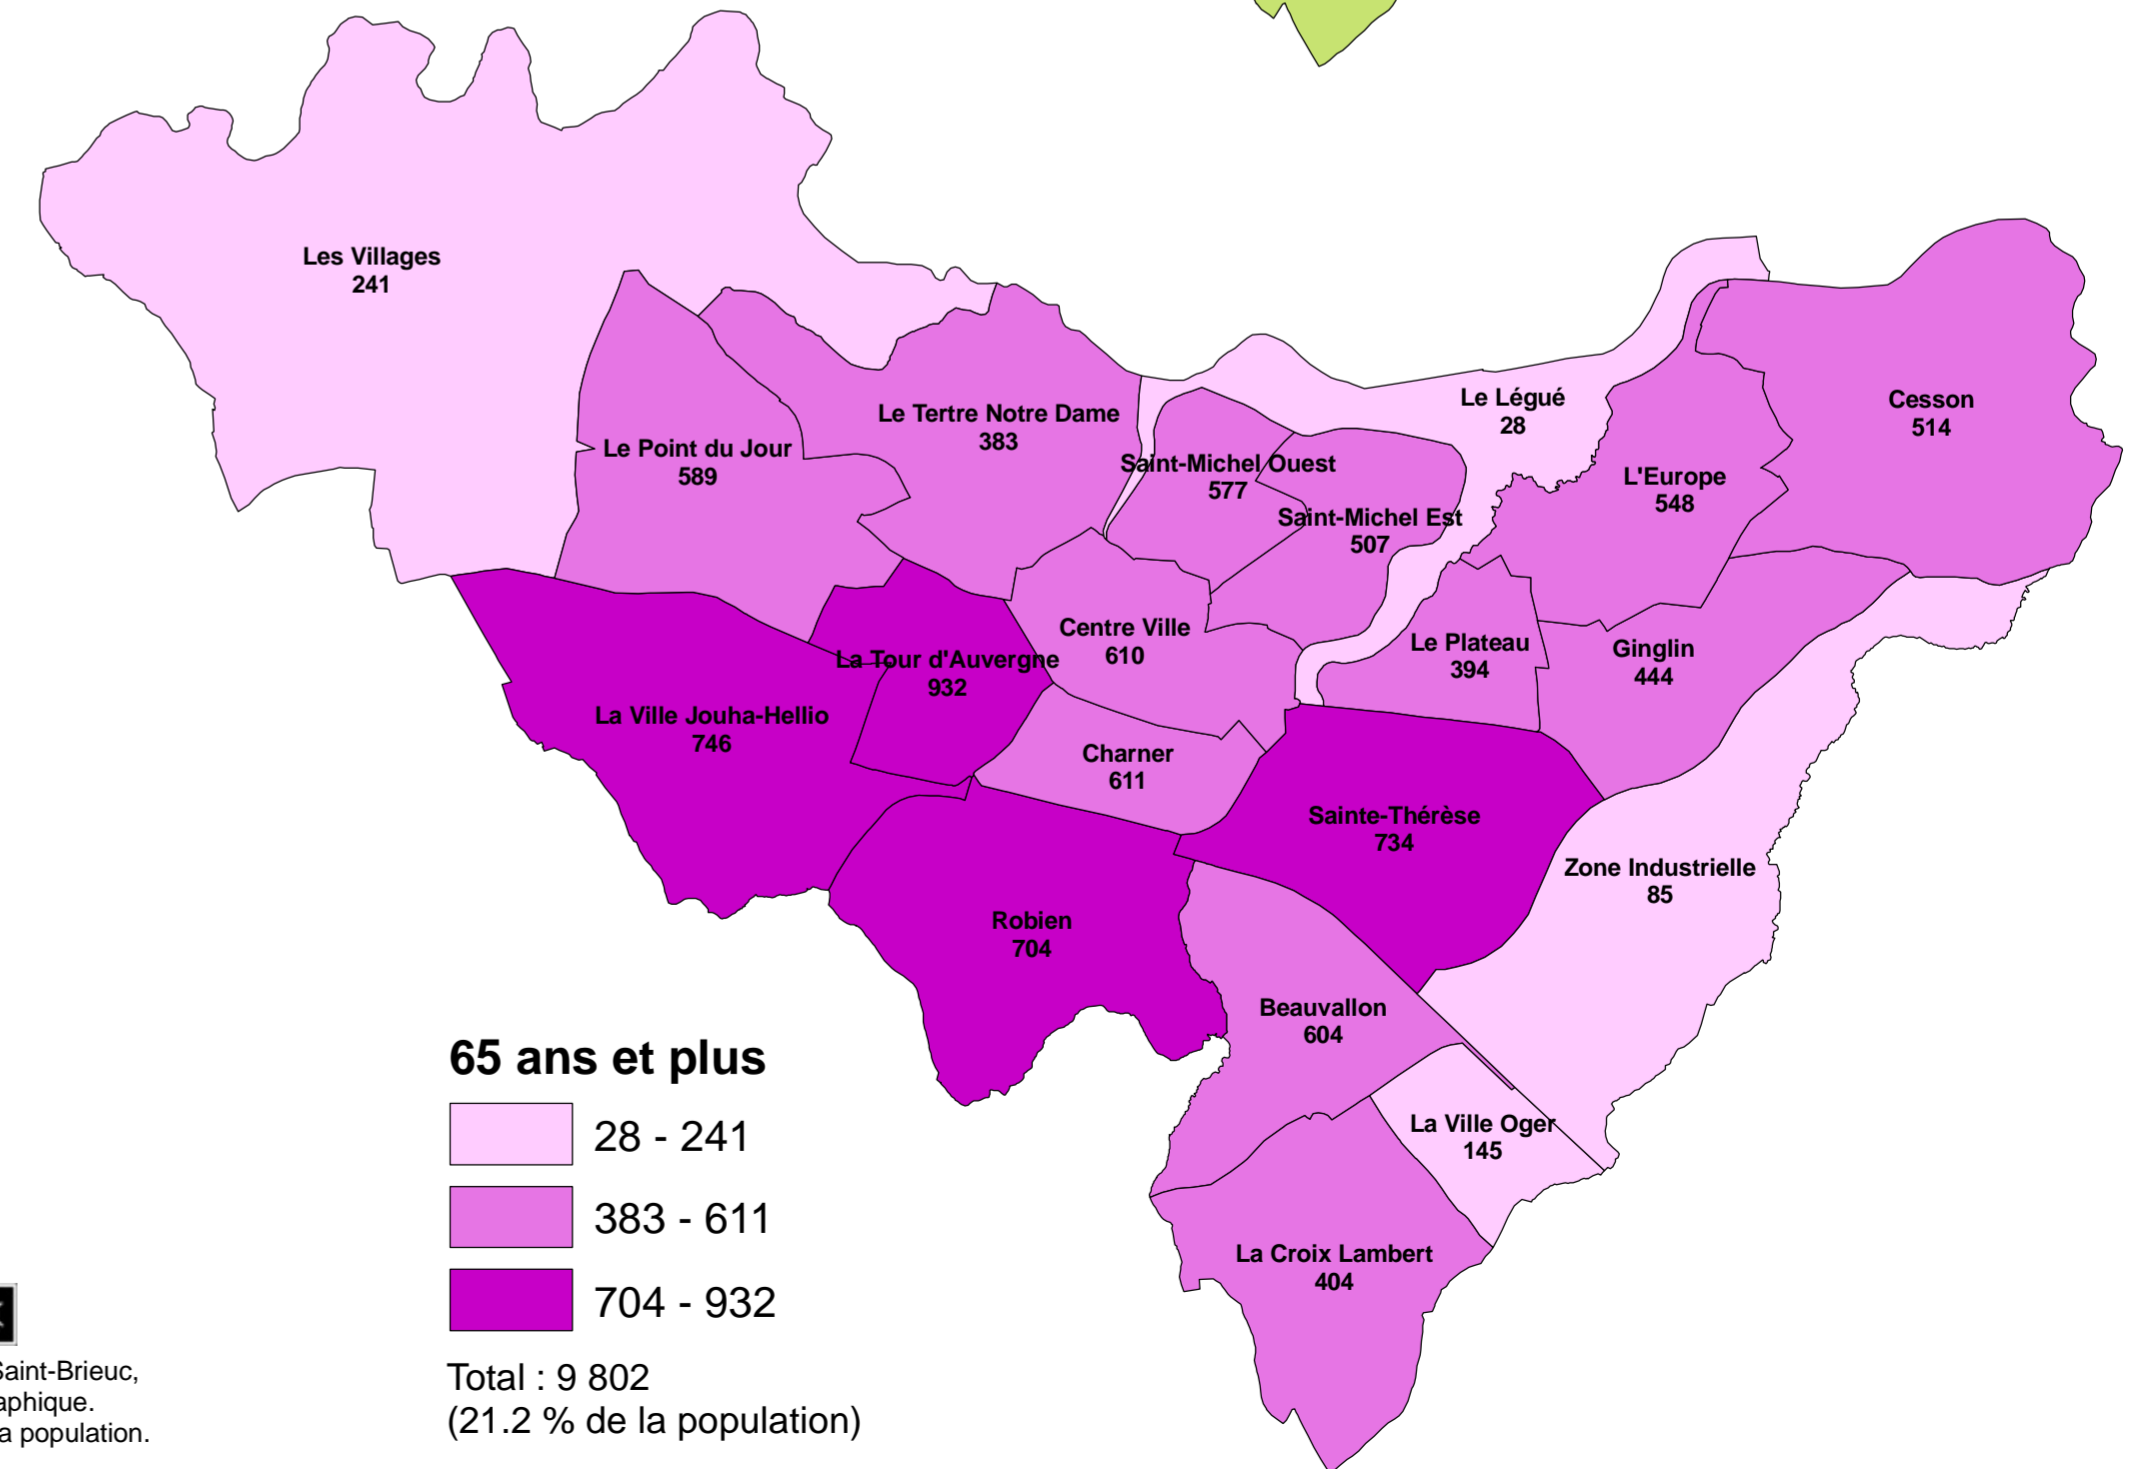 Les Villages
241
Le Point du Jour
589
Le Tertre Notre Dame
383
Saint-Michel Ouest
577
Saint-Michel Est
507
Le Légué
28
L'Europe
548
Cesson
514
Centre Ville
610
Le Plateau
394
Ginglin
444
La Tour d'Auvergne
932
La Ville Jouha-Hellio
746
Charner
611
Sainte-Thérèse
734
Zone Industrielle
85
Robien
704
Beauvallon
604
La Ville Oger
145
La Croix Lambert
404
65 ans et plus
28 - 241
383 - 611
704 - 932
Total : 9 802
(21.2 % de la population)
Saint-Brieuc,
aphique.
a population.